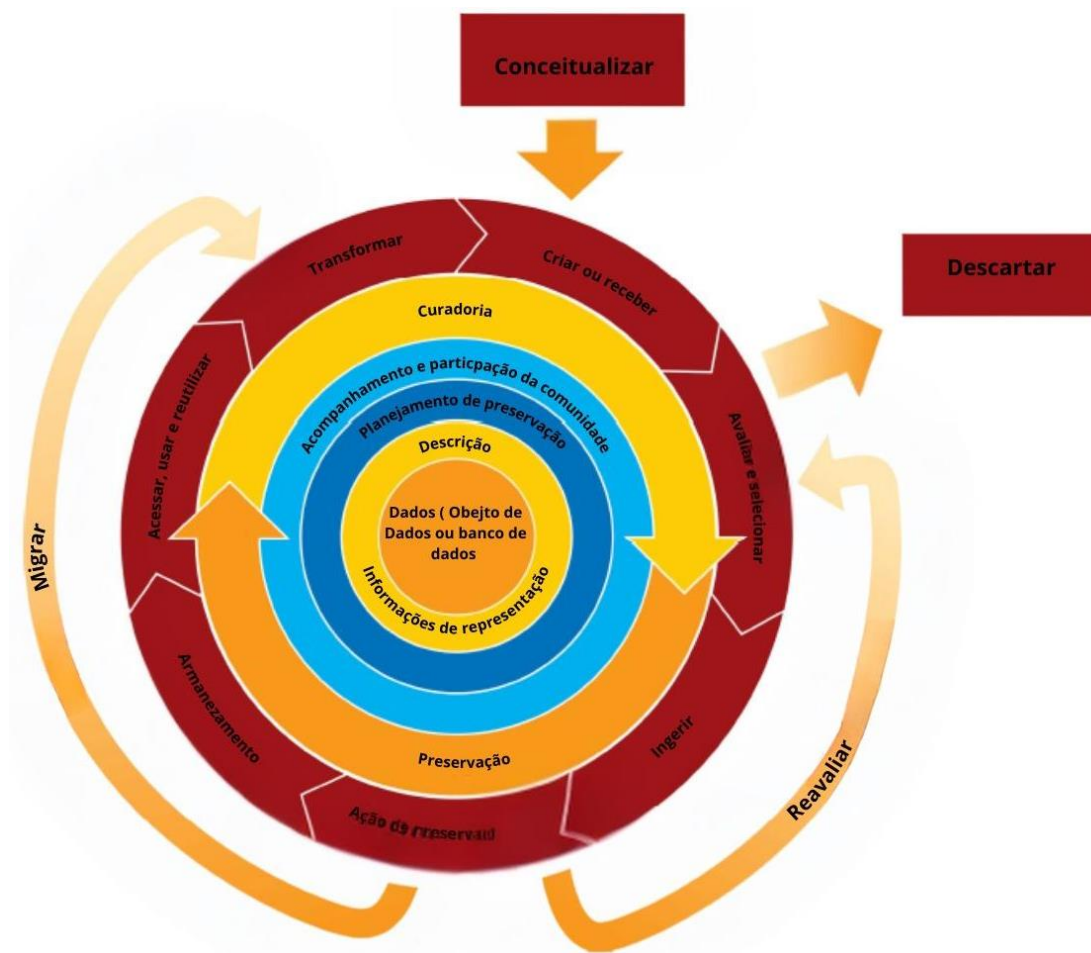 Conceitualizar
Descartar
Transformar
Criar ou receber
Curadoria
Acompanhamento e particpação da comunidade
Planejamento de preservação
Descrição
Dados ( Obejto de
Dados ou banco de
dados
Informações de representação
Acessar, usar e reutilizar
Avaliar e selecionar
Migrar
Armanezamento
Preservação
Ingerir
Reavaliar
Ação